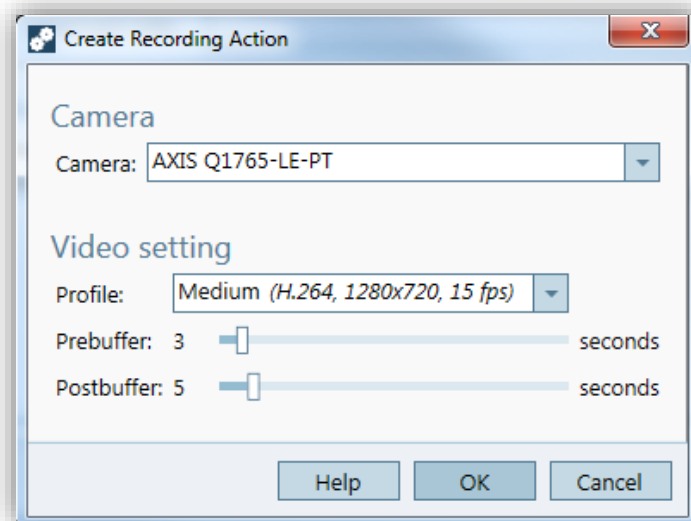 Create Recording Action
Camera
Camera: AXIS Q1765-LE-PT
Video setting
Profile: Medium (H.264, 1280x720, 15 fps)
Prebuffer: 3 seconds
Postbuffer: 5 seconds
Help OK Cancel